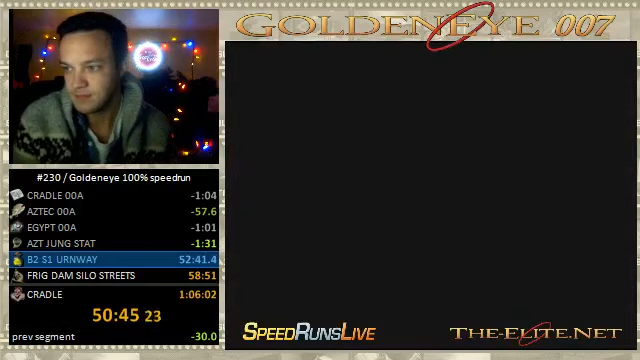 GOLDENEYE 007
#230 / Goldeneye 100% speedrun
CRADLE 00A -1:04
AZTEC 00A -57.6
EGYPT 00A -1:01
AZT JUNG STAT -1:31
B2 S1 URNWAY 52:41.4
FRIG DAM SILO STREETS 58:51
CRADLE 1:06:02
50:45 23
prev segment -30.0
SPEEDRUNSLIVE
THE-ELITE.NET